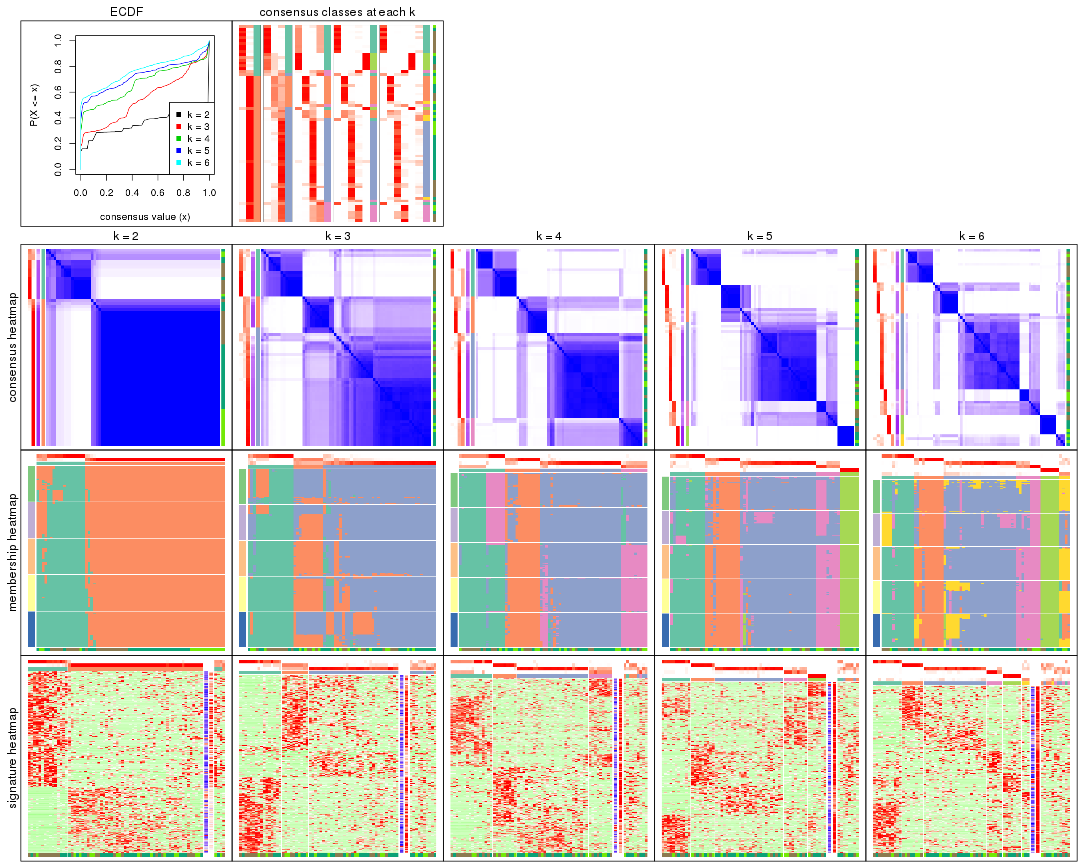 ECDF
consensus classes at each k
P(X <= x)
0.0 0.2 0.4 0.6 0.8 1.0
k = 2
k = 3
k = 4
k = 5
k = 6
0.0 0.2 0.4 0.6 0.8 1.0
consensus value (x)
k = 2
k = 3
k = 4
k = 5
k = 6
consensus heatmap
membership heatmap
signature heatmap